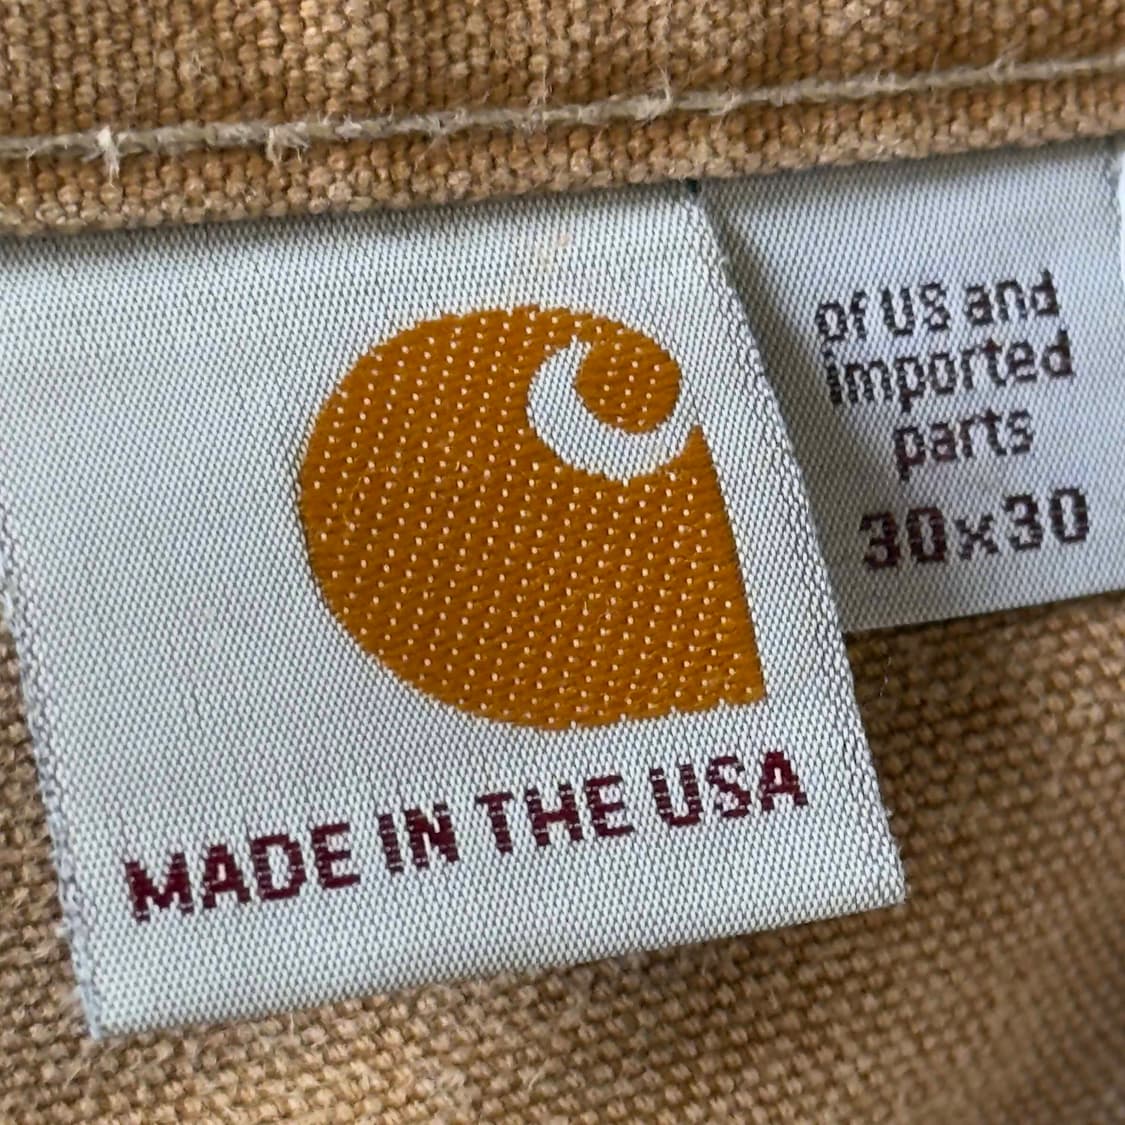 MADE IN THE USA
of US and
imported
parts
30x30